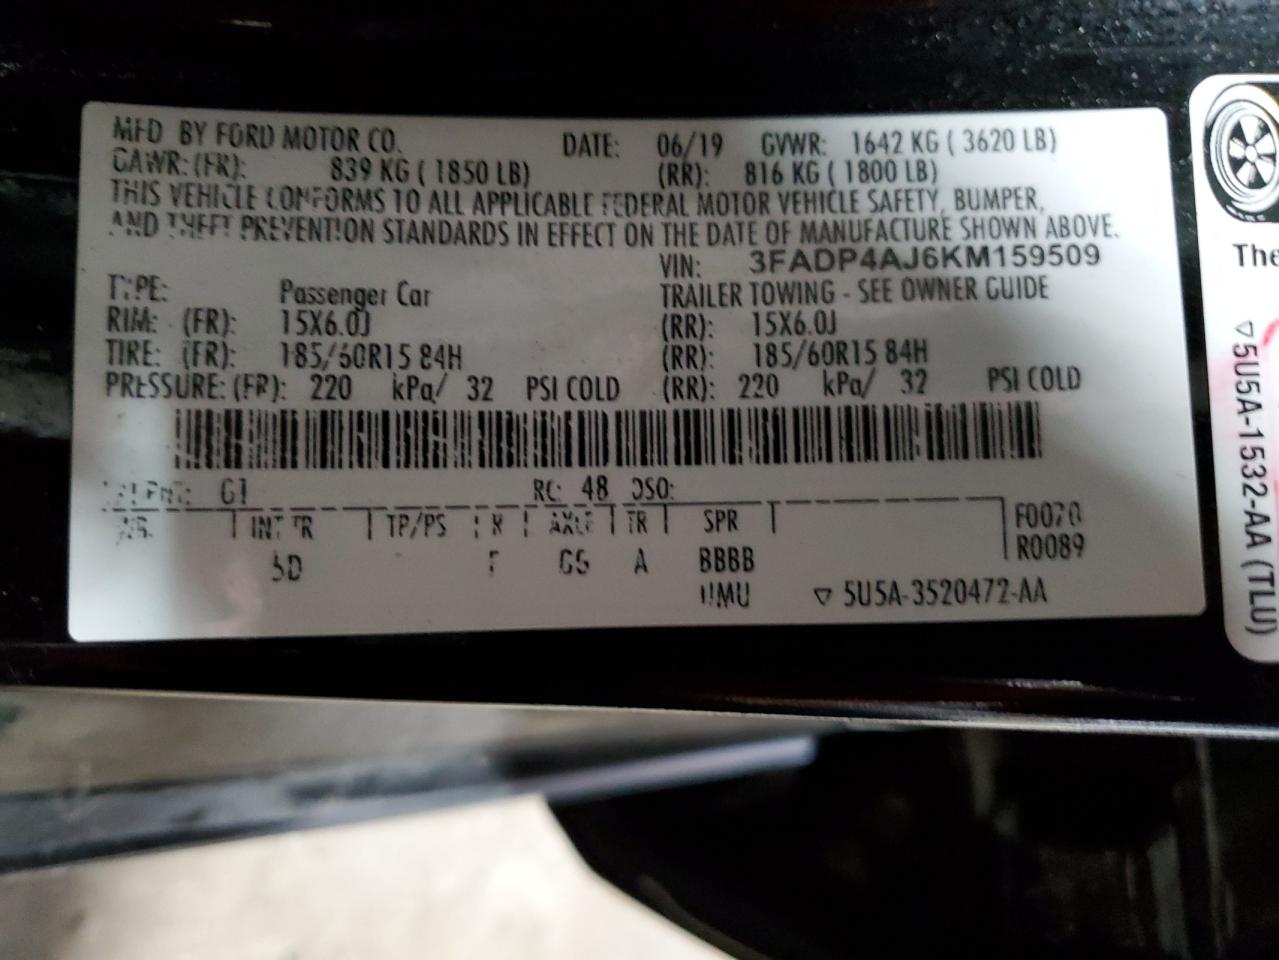 MFD BY FORD MOTOR CO. DATE: 06/19 GVWR: 1642 KG ( 3620 LB)
GAWR: (FR): 839 KG ( 1850 LB) (RR): 816 KG ( 1800 LB)
THIS VEHICLE CONFORMS TO ALL APPLICABLE FEDERAL MOTOR VEHICLE SAFETY, BUMPER,
AND THEFT PREVENTION STANDARDS IN EFFECT ON THE DATE OF MANUFACTURE SHOWN ABOVE.
VIN: 3FADP4AJ6KM159509
TYPE: Passenger Car TRAILER TOWING - SEE OWNER GUIDE
RIM: (FR): 15X6.0J (RR): 15X6.0J
TIRE: (FR): 185/60R15 84H (RR): 185/60R15 84H
PRESSURE: (FR): 220 kPa/ 32 PSI COLD (RR): 220 kPa/ 32 PSI COLD
G1 RC: 48 DSO:
INT TR TP/PS R AXLE TR SPR F0070
5D F G5 A BBBB R0089
UMU ▽ 5U5A-3520472-AA
The
▽5U5A-1532-AA (TLU)